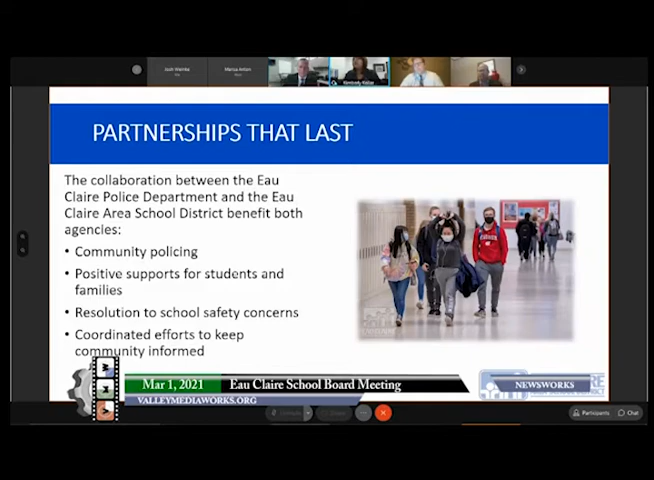 PARTNERSHIPS THAT LAST
The collaboration between the Eau
Claire Police Department and the Eau
Claire Area School District benefit both
agencies:
• Community policing
• Positive supports for students and
families
• Resolution to school safety concerns
• Coordinated efforts to keep
community informed
Mar 1, 2021 Eau Claire School Board Meeting
NEWSWORKS
VALLEYMEDIAWORKS.ORG
Participants
Chat